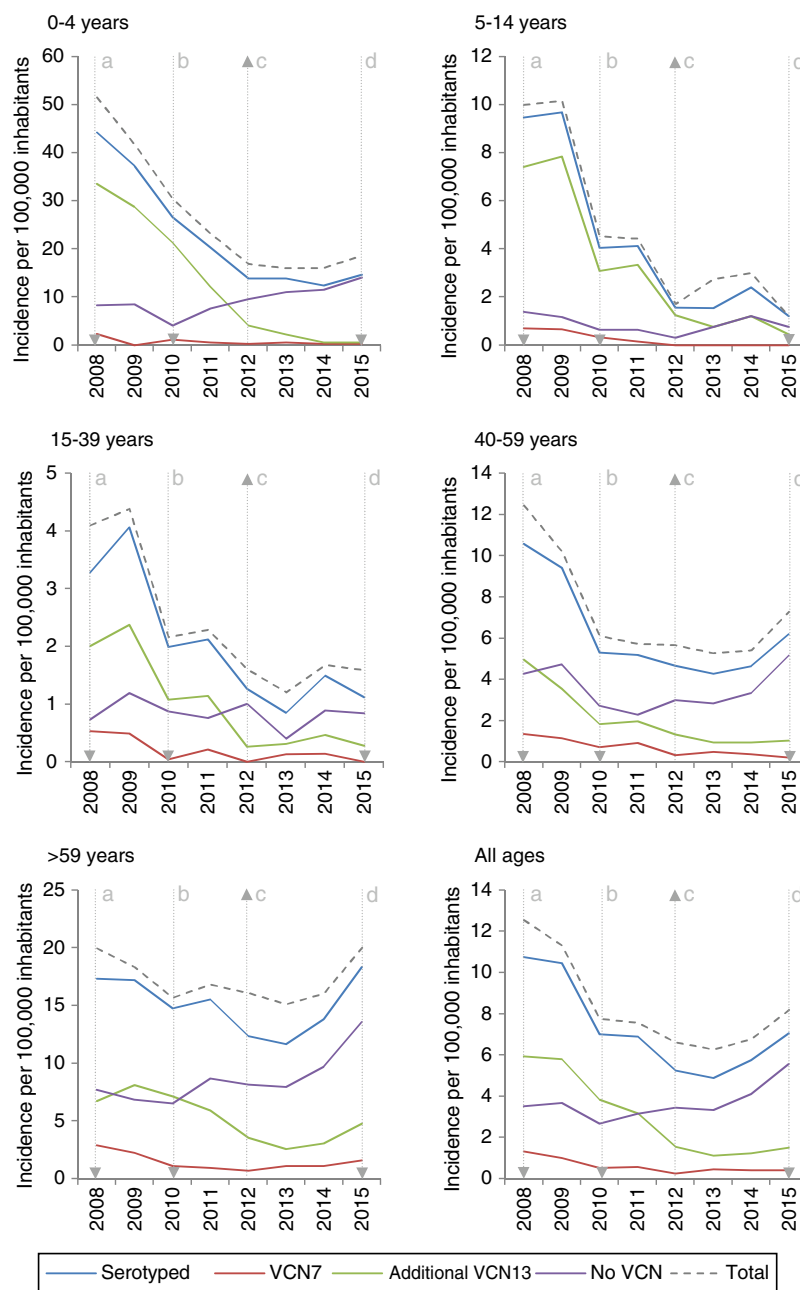 0-4 years
Incidence per 100,000 inhabitants
60
50
40
30
20
10
0
a
b
c
d
2008
2009
2010
2011
2012
2013
2014
2015
5-14 years
Incidence per 100,000 inhabitants
12
10
8
6
4
2
0
a
b
c
2008
2009
2010
2011
2012
2013
2014
2015
15-39 years
Incidence per 100,000 inhabitants
5
4
3
2
1
0
a
b
c
d
2008
2009
2010
2011
2012
2013
2014
2015
40-59 years
Incidence per 100,000 inhabitants
14
12
10
8
6
4
2
0
a
b
c
2008
2009
2010
2011
2012
2013
2014
2015
>59 years
Incidence per 100,000 inhabitants
25
20
15
10
5
0
a
b
c
d
2008
2009
2010
2011
2012
2013
2014
2015
All ages
Incidence per 100,000 inhabitants
14
12
10
8
6
4
2
0
a
b
c
2008
2009
2010
2011
2012
2013
2014
2015
Serotyped VCN7 Additional VCN13 No VCN Total